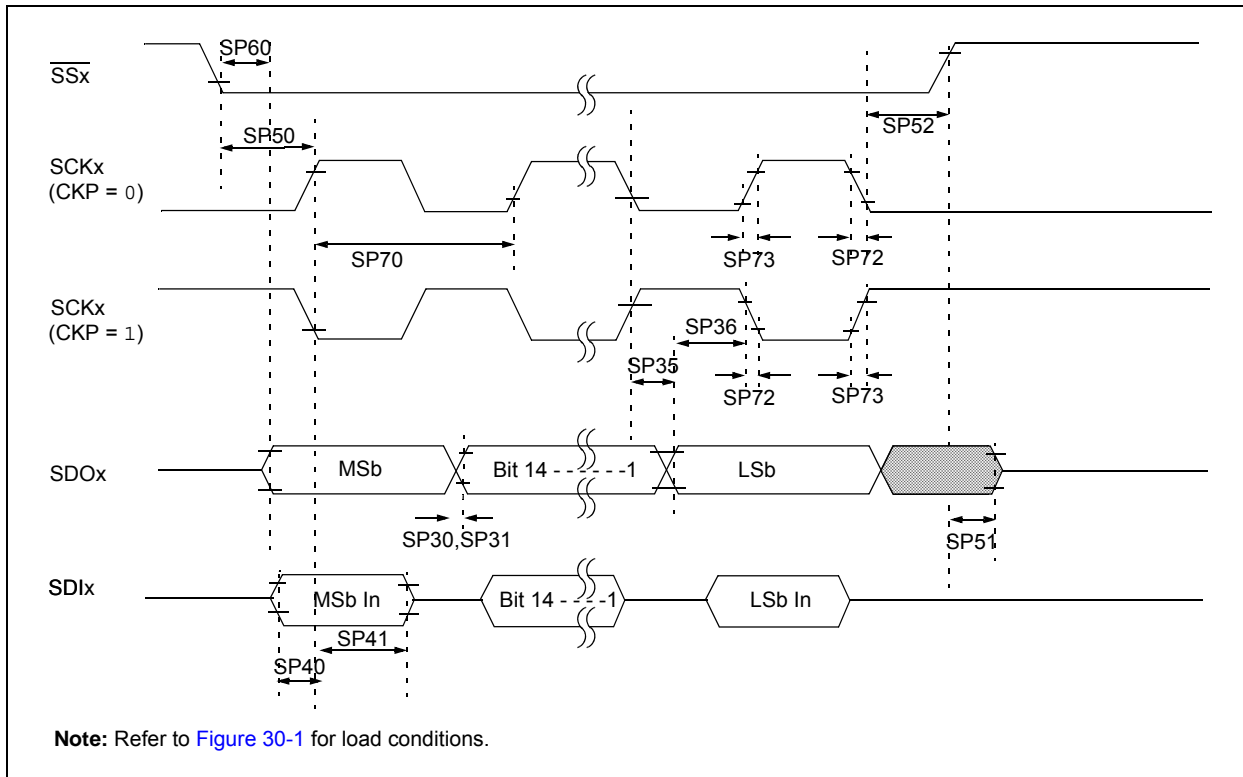 SP60
SSx
SP50
SP52
SCKx
(CKP = 0)
SP70
SP73
SP72
SCKx
(CKP = 1)
SP36
SP35
SP72
SP73
SDOx
MSb
Bit 14 - - - - - -1
LSb
SP30,SP31
SP51
SDIx
MSb In
Bit 14 - - - -1
LSb In
SP41
SP40
Note: Refer to Figure 30-1 for load conditions.